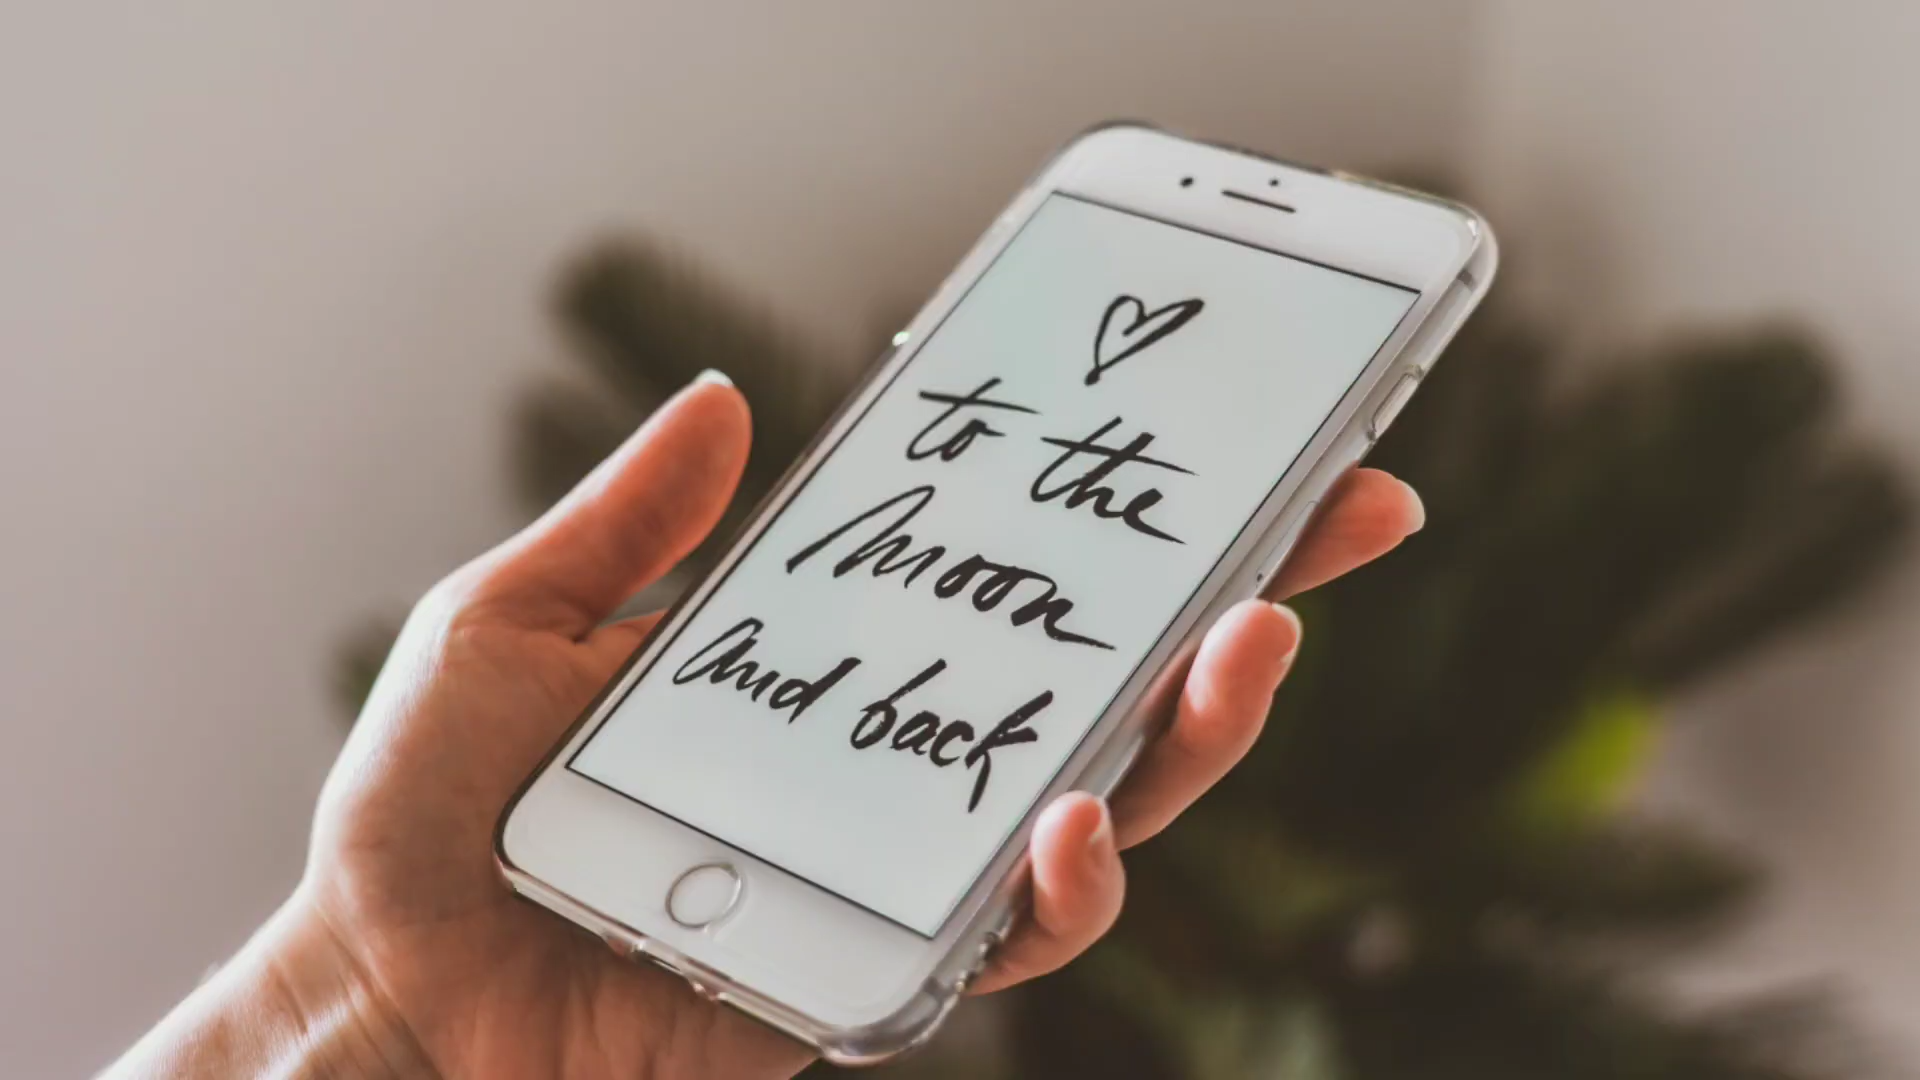 ♡
to the
Moon
and back